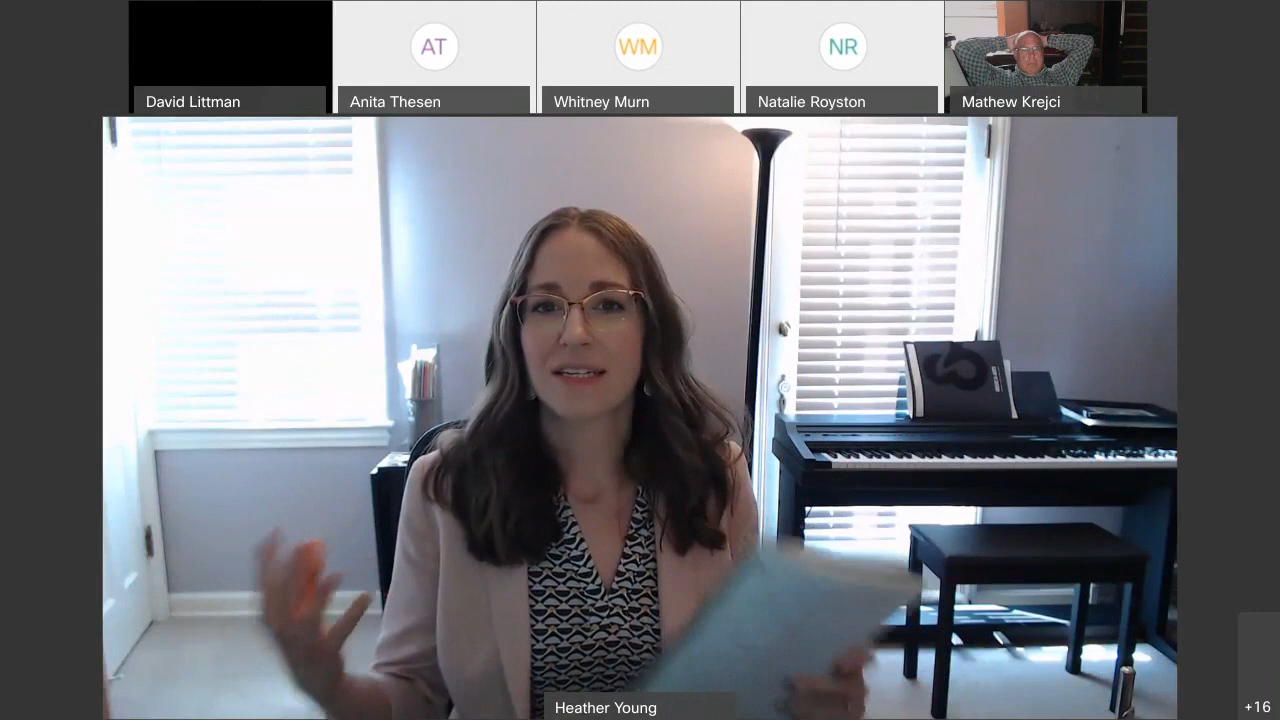 AT
WM
NR
David Littman
Anita Thesen
Whitney Murn
Natalie Royston
Mathew Krejci
Heather Young
+16